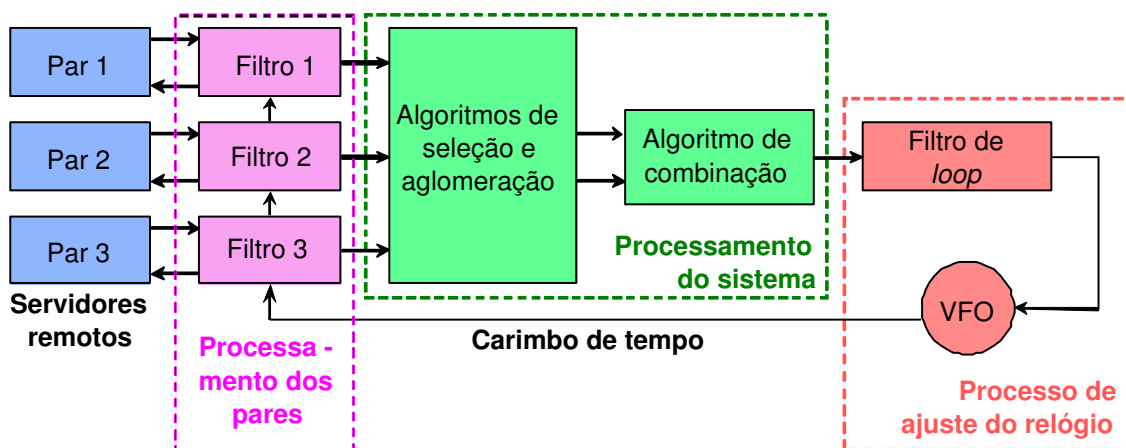 Par 1
Filtro 1
Par 2
Filtro 2
Par 3
Filtro 3
Servidores
remotos
Processa -
mento dos
pares
Algoritmos de
seleção e
aglomeração
Algoritmo de
combinação
Processamento
do sistema
Filtro de
loop
VFO
Carimbo de tempo
Processo de
ajuste do relógio